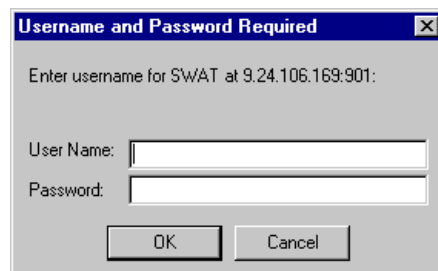 Username and Password Required
Enter username for SWAT at 9.24.106.169:901:
User Name:
Password:
OK Cancel